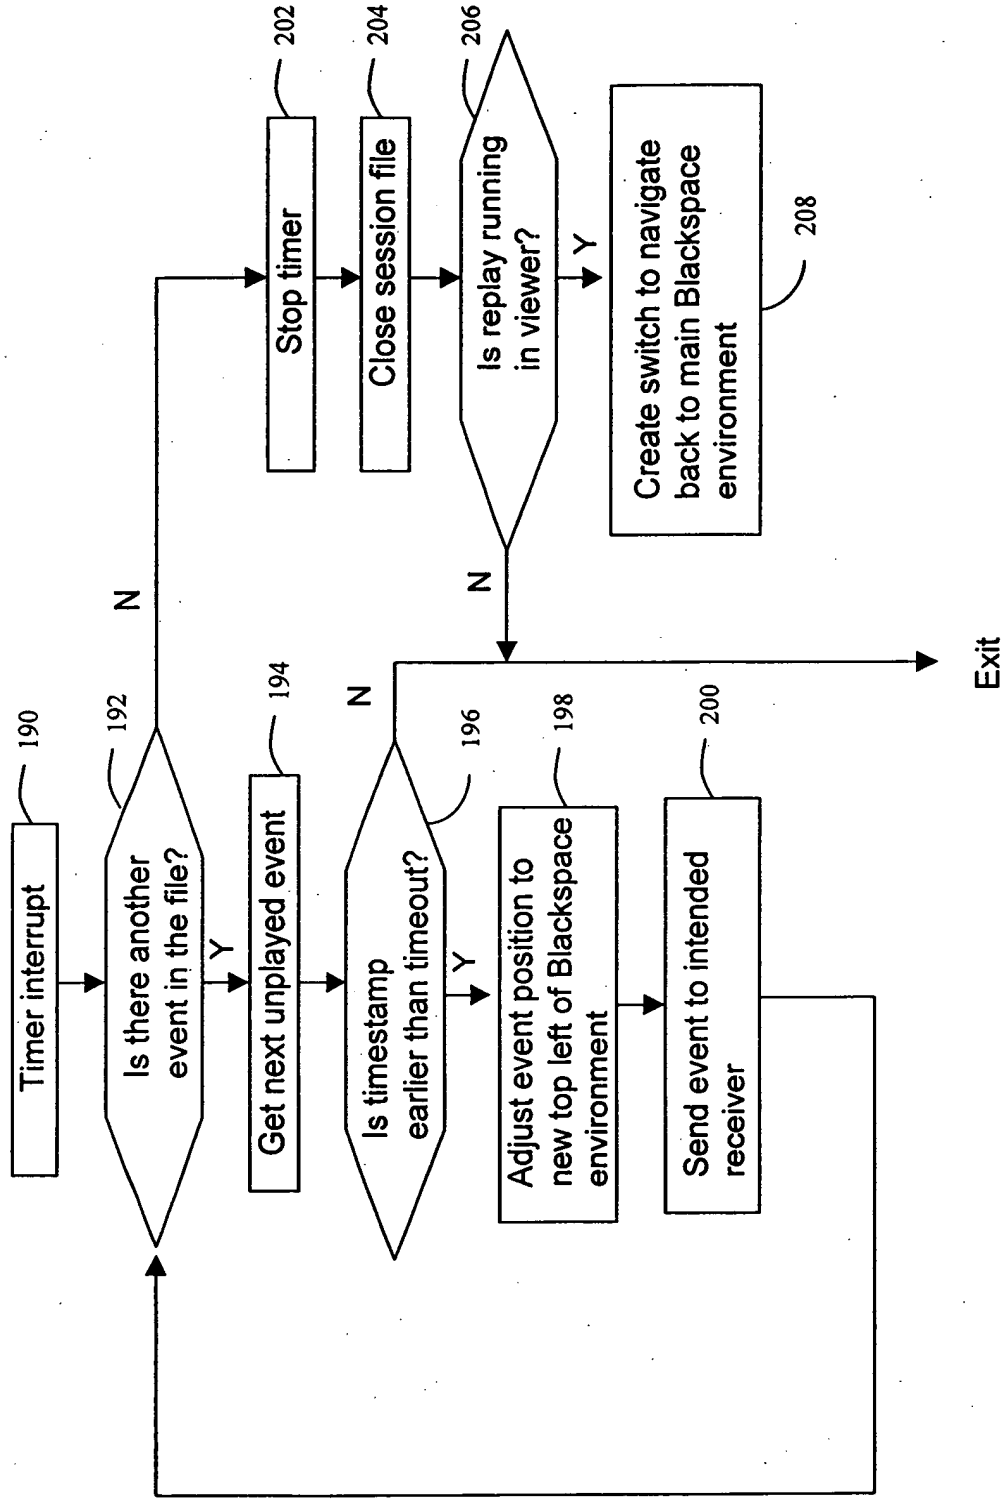 190
Timer interrupt
192
Is there another
event in the file?
N
Y
194
Get next unplayed event
196
Is timestamp
earlier than timeout?
N
Y
198
Adjust event position to
new top left of Blackspace
environment
200
Send event to intended
receiver
202
Stop timer
204
Close session file
206
Is replay running
in viewer?
N
Y
Create switch to navigate
back to main Blackspace
environment
208
Exit